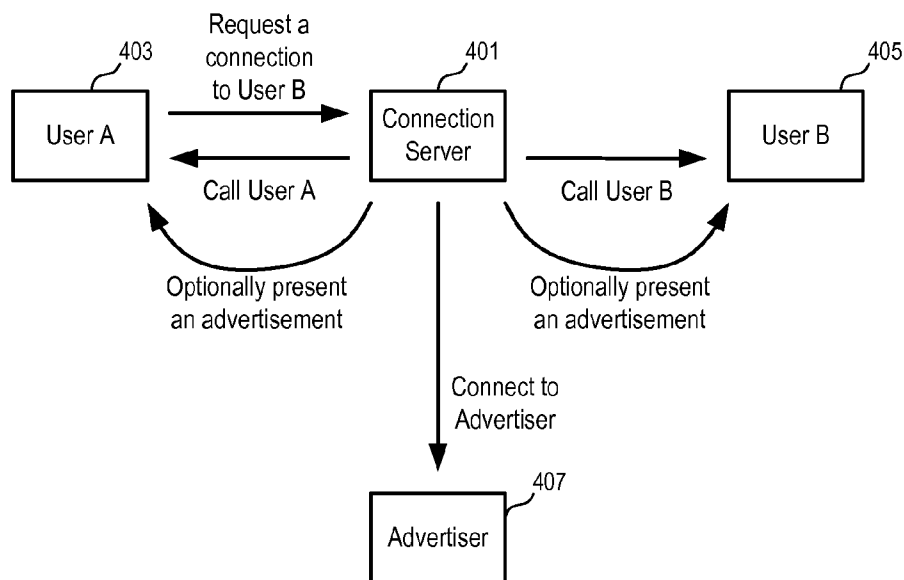 Request a
connection
to User B
403
401
405
User A
Connection
Server
User B
Call User A
Call User B
Optionally present
an advertisement
Optionally present
an advertisement
Connect to
Advertiser
407
Advertiser